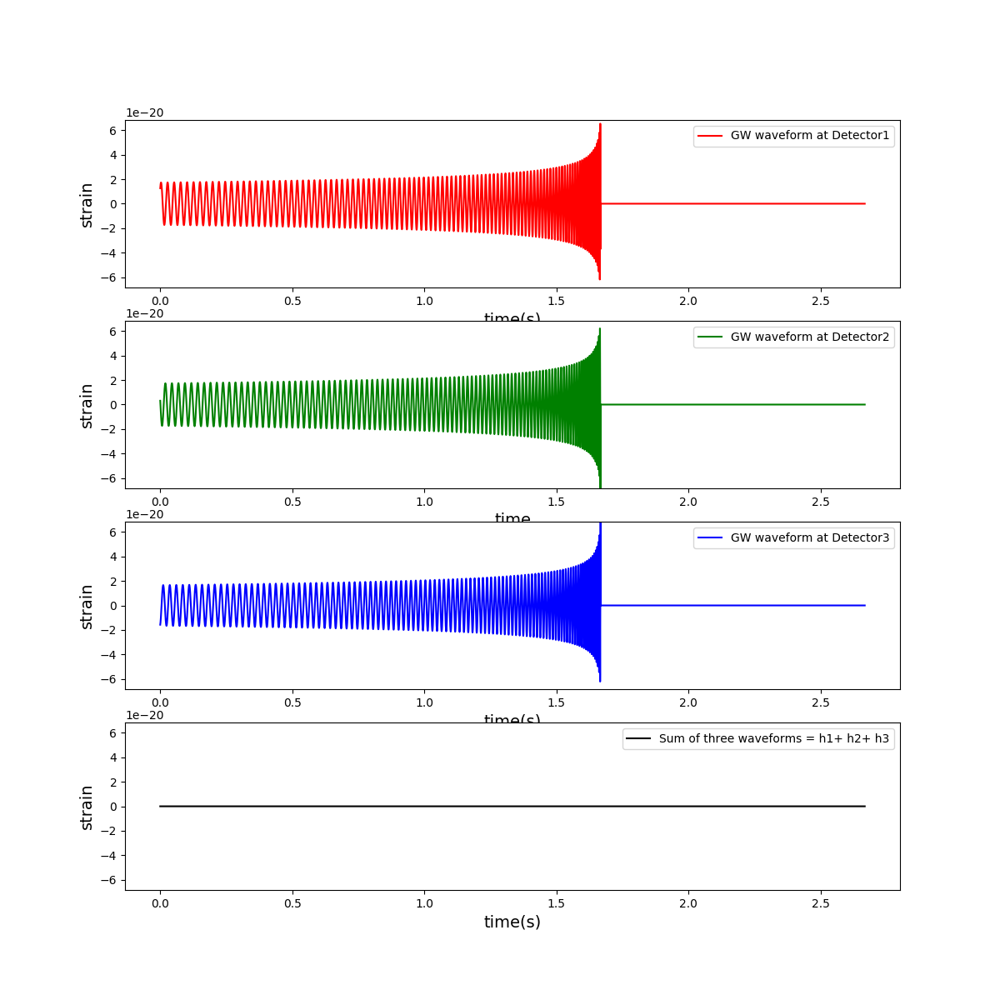 1e−20
GW waveform at Detector1
6
4
2
0
−2
−4
−6
strain
0.0 0.5 1.0 1.5 2.0 2.5
time(s)
1e−20
GW waveform at Detector2
6
4
2
0
−2
−4
−6
strain
0.0 0.5 1.0 1.5 2.0 2.5
time
1e−20
GW waveform at Detector3
6
4
2
0
−2
−4
−6
strain
0.0 0.5 1.0 1.5 2.0 2.5
time(s)
1e−20
Sum of three waveforms = h1+ h2+ h3
6
4
2
0
−2
−4
−6
strain
0.0 0.5 1.0 1.5 2.0 2.5
time(s)